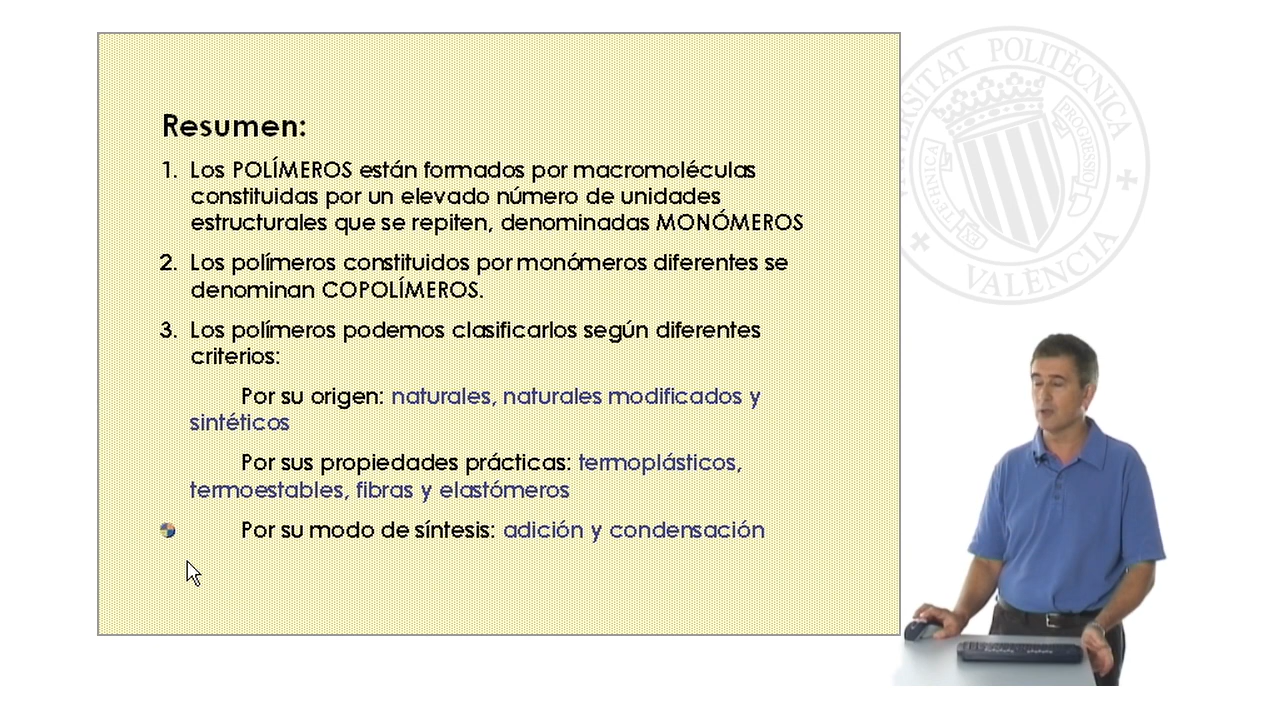 Resumen:
1. Los POLÍMEROS están formados por macromoléculas
constituidas por un elevado número de unidades
estructurales que se repiten, denominadas MONÓMEROS
2. Los polímeros constituidos por monómeros diferentes se
denominan COPOLÍMEROS.
3. Los polímeros podemos clasificarlos según diferentes
criterios:
Por su origen: naturales, naturales modificados y
sintéticos
Por sus propiedades prácticas: termoplásticos,
termoestables, fibras y elastómeros
Por su modo de síntesis: adición y condensación
POLITÈCNICA
VALÈNCIA
PROGRESSIO
EX
TECHNICA